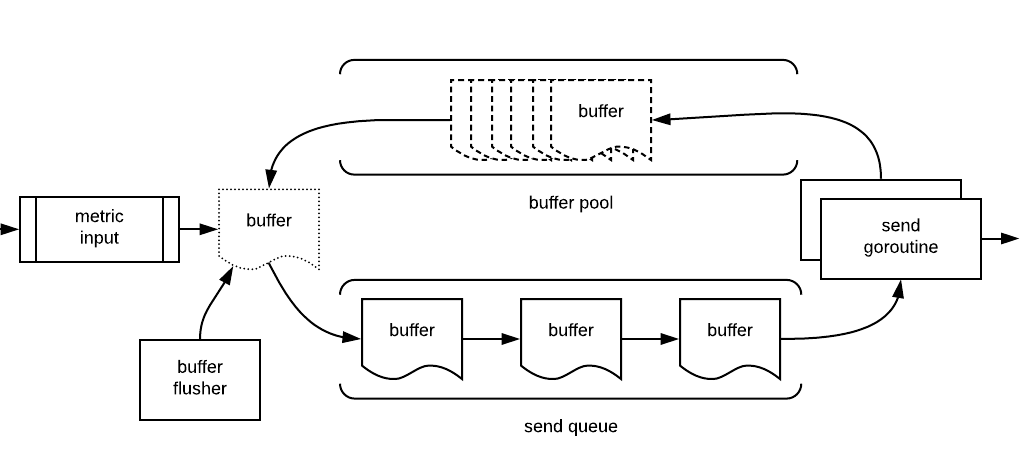 buffer
buffer pool
metric
input
buffer
send
goroutine
buffer
buffer
buffer
buffer
flusher
send queue